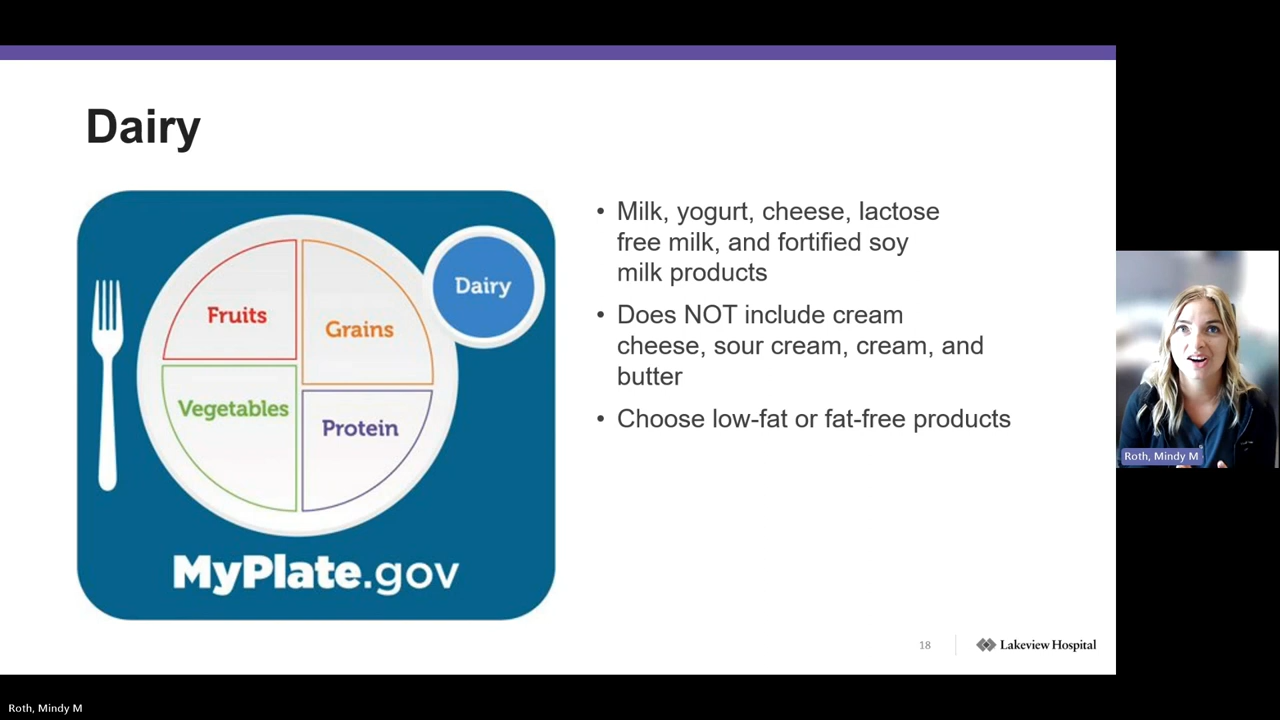 Dairy
Fruits
Grains
Dairy
Vegetables
Protein
MyPlate.gov
• Milk, yogurt, cheese, lactose
free milk, and fortified soy
milk products
• Does NOT include cream
cheese, sour cream, cream, and
butter
• Choose low-fat or fat-free products
18
Lakeview Hospital
Roth, Mindy M
Roth, Mindy M